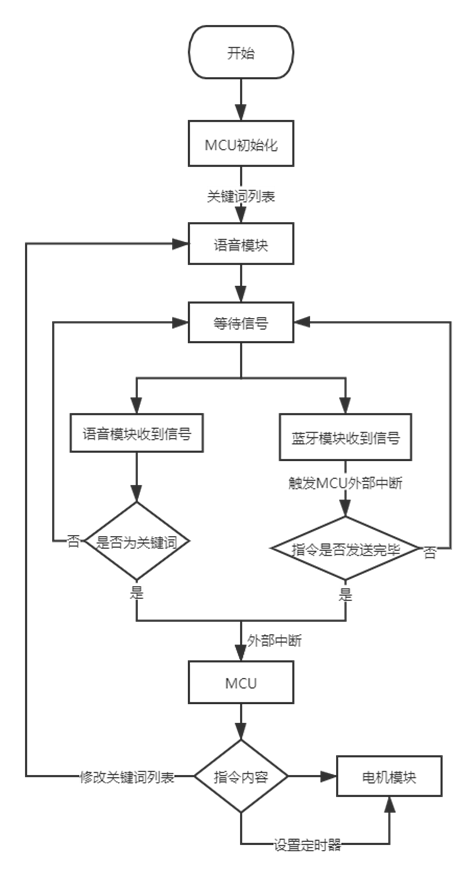 开始
MCU初始化
关键词列表
语音模块
等待信号
语音模块收到信号
蓝牙模块收到信号
触发MCU外部中断
否
是否为关键词
指令是否发送完毕
否
是
是
外部中断
MCU
修改关键词列表
指令内容
电机模块
设置定时器